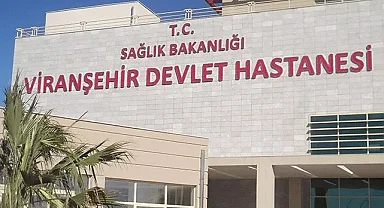 T.C.
SAĞLIK BAKANLIĞI
VİRANŞEHİR DEVLET HASTANESİ